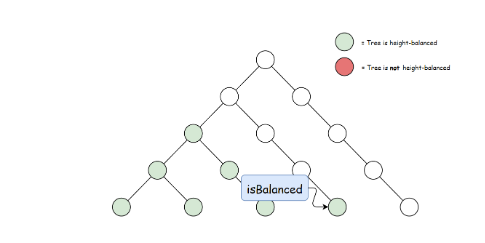 = Tree is height-balanced
= Tree is not height-balanced
isBalanced